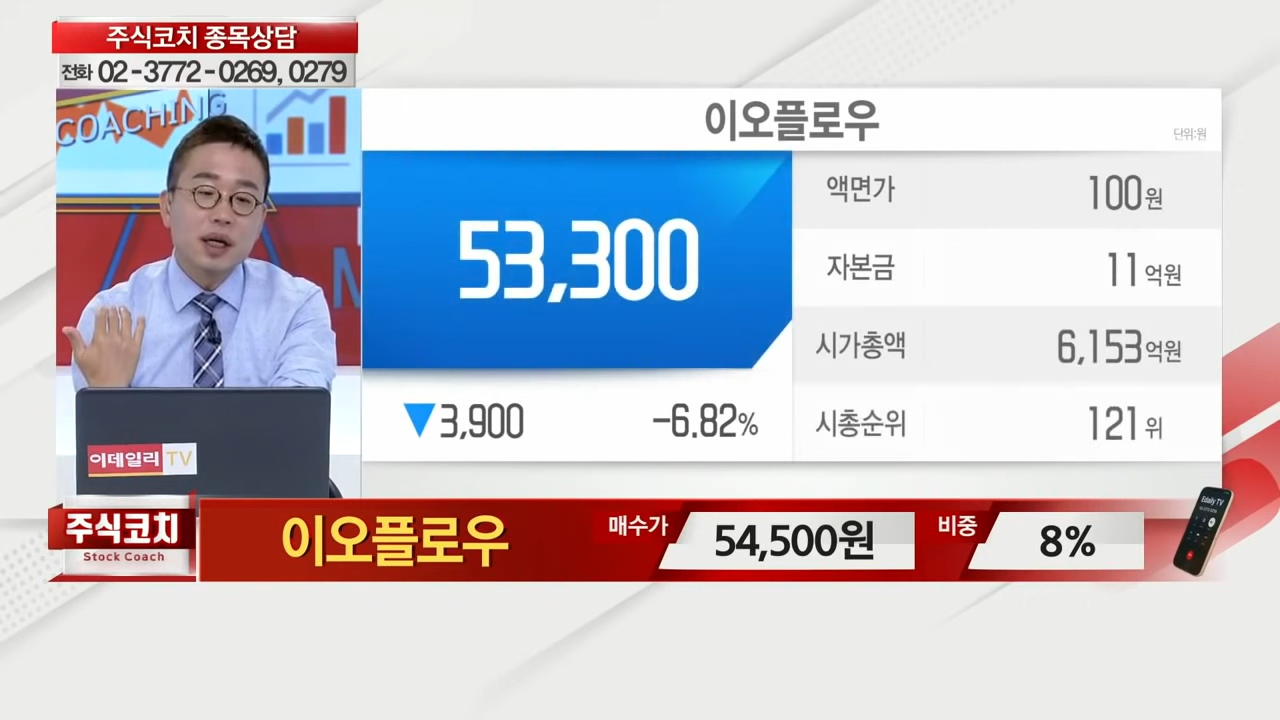 주식코치 종목상담
전화 02-3772-0269, 0279
COACHING
M
이데일리 TV
이오플로우
단위:원
53,300
▼3,900 -6.82%
액면가 100원
자본금 11억원
시가총액 6,153억원
시총순위 121위
주식코치
Stock Coach
이오플로우
매수가 54,500원
비중 8%
Edaily TV